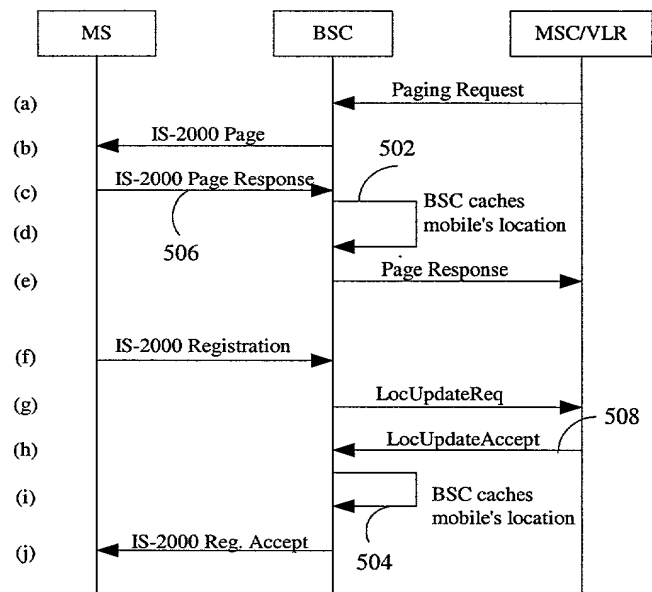 MS BSC MSC/VLR
(a) Paging Request
(b) IS-2000 Page
502
(c) IS-2000 Page Response
BSC caches
mobile's location
(d)
506
(e) Page Response
(f) IS-2000 Registration
(g) LocUpdateReq
508
(h) LocUpdateAccept
(i) BSC caches
mobile's location
(j) IS-2000 Reg. Accept
504